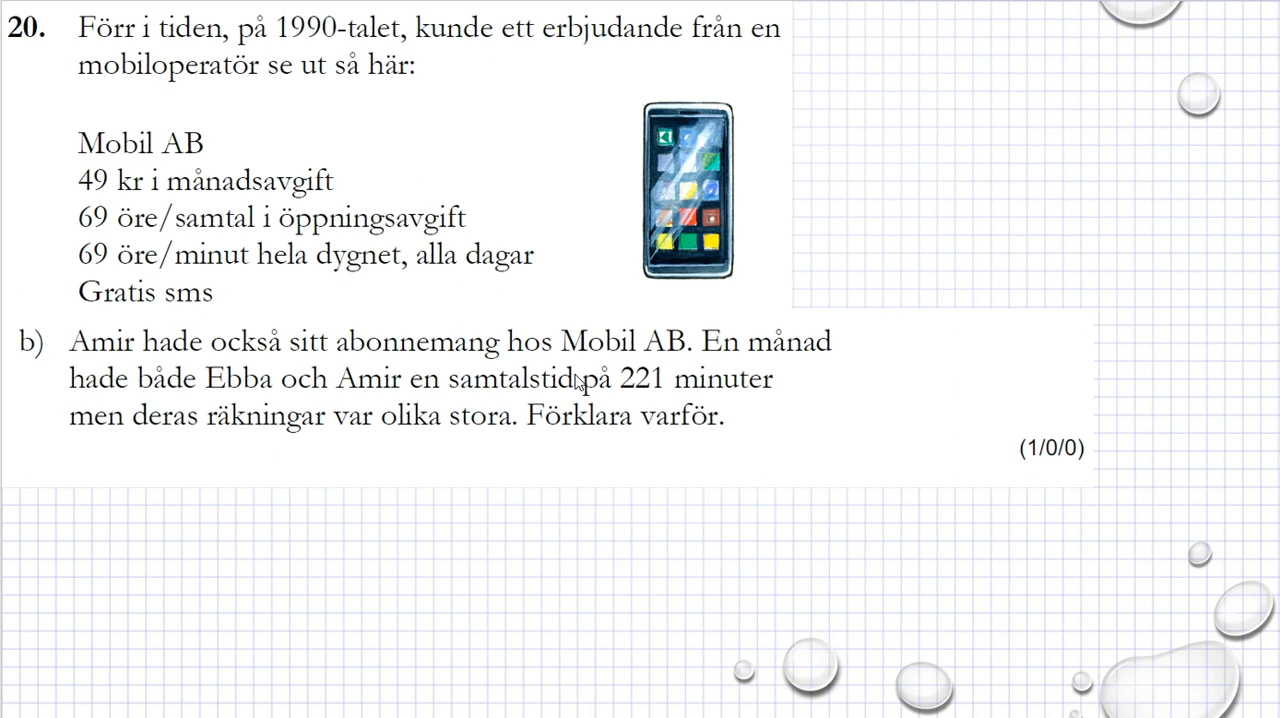 20. Förr i tiden, på 1990-talet, kunde ett erbjudande från en
mobiloperatör se ut så här:
Mobil AB
49 kr i månadsavgift
69 öre/samtal i öppningsavgift
69 öre/minut hela dygnet, alla dagar
Gratis sms
b) Amir hade också sitt abonnemang hos Mobil AB. En månad
hade både Ebba och Amir en samtalstid på 221 minuter
men deras räkningar var olika stora. Förklara varför.
(1/0/0)